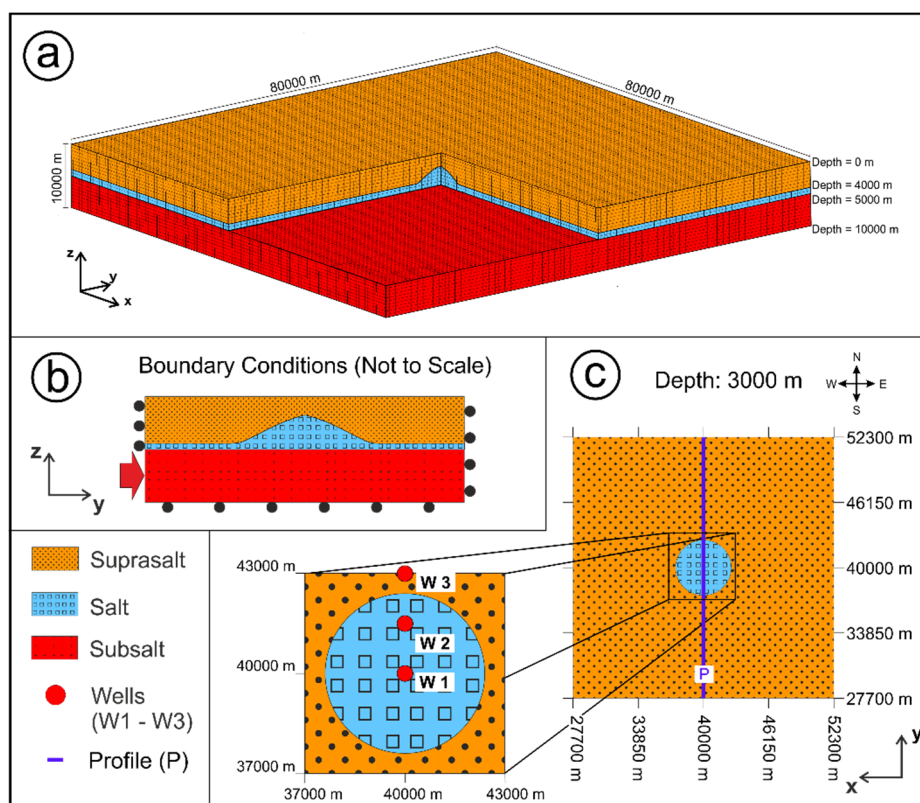 a
80000 m
80000 m
10000 m
Depth = 0 m
Depth = 4000 m
Depth = 5000 m
Depth = 10000 m
z
y
x
b
Boundary Conditions (Not to Scale)
z
y
Suprasalt
Salt
Subsalt
Wells
(W1 - W3)
Profile (P)
43000 m
40000 m
37000 m
W 3
W 2
W 1
37000 m
40000 m
43000 m
c
Depth: 3000 m
N
W
E
S
52300 m
46150 m
40000 m
33850 m
27700 m
P
27700 m
33850 m
40000 m
46150 m
52300 m
y
x